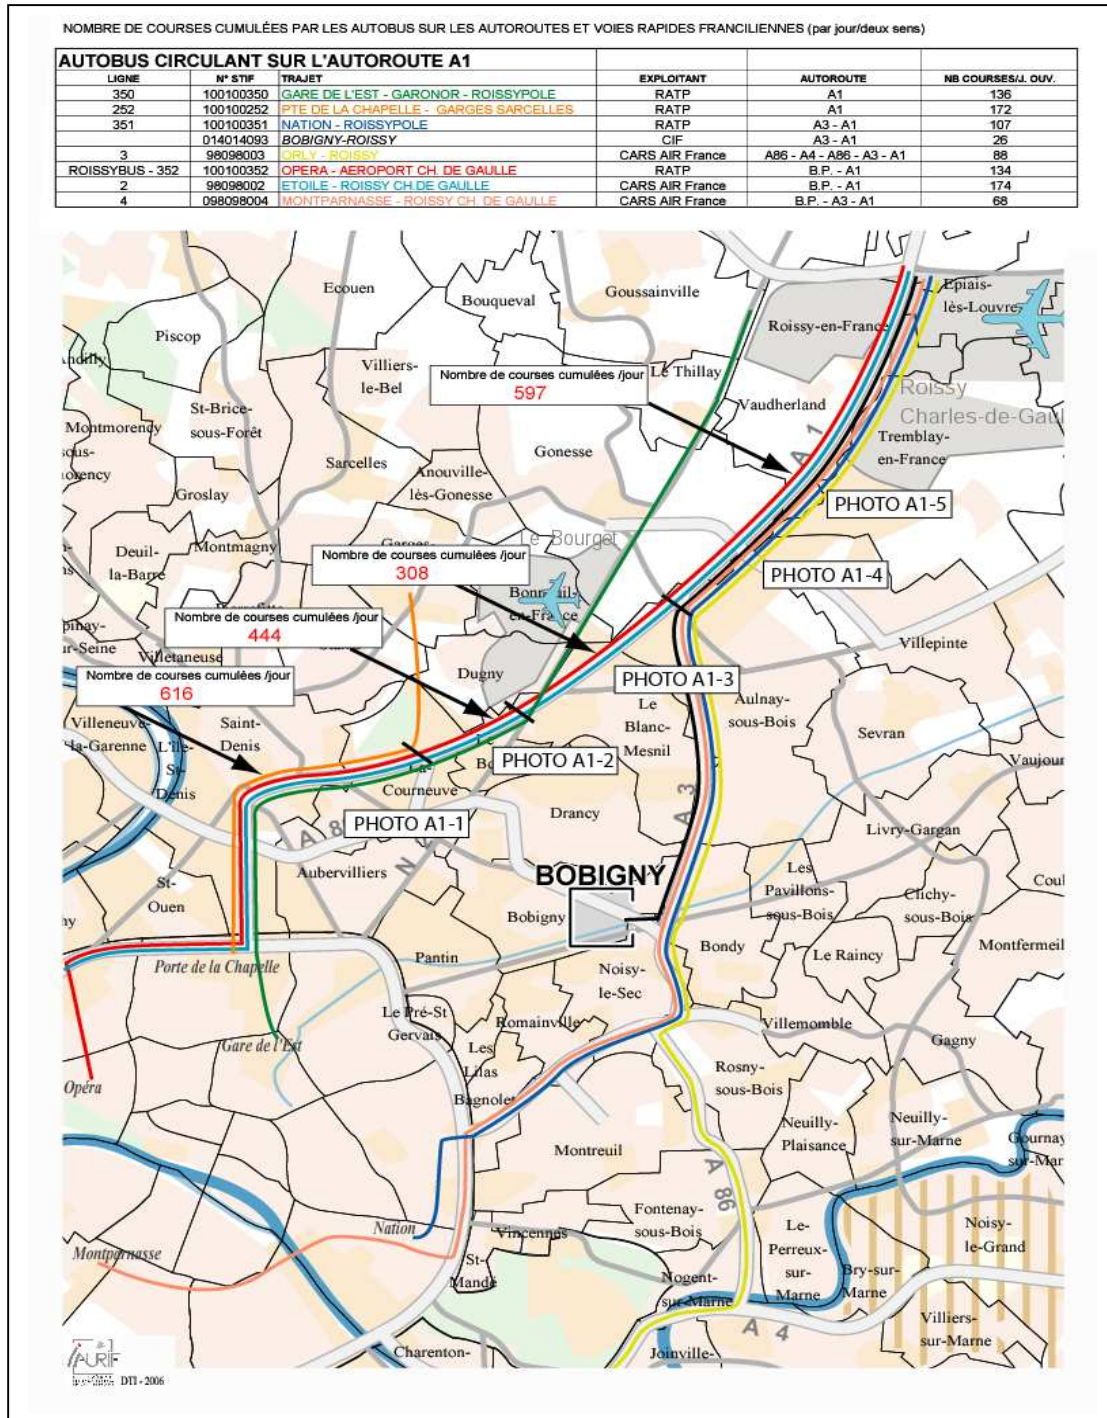 NOMBRE DE COURSES CUMULÉES PAR LES AUTOBUS SUR LES AUTOROUTES ET VOIES RAPIDES FRANCILIENNES (par jour/deux sens)
AUTOBUS CIRCULANT SUR L'AUTOROUTE A1
LIGNE N° STIF TRAJET EXPLOITANT AUTOROUTE NB COURSES/J. OUV.
350 100100350 GARE DE L'EST - GARONOR - ROISSYPOLE RATP A1 136
252 100100252 PTE DE LA CHAPELLE - GARGES SARCELLES RATP A1 172
351 100100351 NATION - ROISSYPOLE RATP A3 - A1 107
014014093 BOBIGNY-ROISSY CIF A3 - A1 26
3 98098003 ORLY - ROISSY CARS AIR France A86 - A4 - A86 - A3 - A1 88
ROISSYBUS - 352 100100352 OPERA - AEROPORT CH. DE GAULLE RATP B.P. - A1 134
2 98098002 ETOILE - ROISSY CH.DE GAULLE CARS AIR France B.P. - A1 174
4 098098004 MONTPARNASSE - ROISSY CH. DE GAULLE CARS AIR France B.P. - A3 - A1 68
Ecouen
Bouqueval
Goussainville
Epiais-
lès-Louvre
Piscop
Roissy-en-France
Andilly
Villiers-
le-Bel
Nombre de courses cumulées /jour
597
Le Thillay
Roissy
Charles-de-Gaul
St-Brice-
sous-Forêt
Vaudherland
Montmorency
A 1
Tremblay-
en-France
Sarcelles
Gonesse
Anouville-
lès-Gonesse
Groslay
PHOTO A1-5
Deuil-
la-Barre
Montmagny
Le Bourget
Nombre de courses cumulées /jour
308
PHOTO A1-4
Bonneuil-
en-France
Nombre de courses cumulées /jour
444
Villetaneuse
Villepinte
Dugny
Nombre de courses cumulées /jour
616
PHOTO A1-3
Aulnay-
sous-Bois
Le
Blanc-
Mesnil
Villeneuve-
la-Garenne
Saint-
Denis
L'île-
St-
Denis
Sevran
Vaujour
PHOTO A1-2
La-
Courneuve
Drancy
A 3
PHOTO A1-1
Livry-Gargan
Aubervilliers
BOBIGNY
Bobigny
St-
Ouen
Les
Pavillons-
sous-Bois
Clichy-
sous-Bois
Coul
Porte de la Chapelle
Pantin
Bondy
Le Raincy
Montfermeil
Noisy-
le-Sec
Le Pré-St
Gervais
Romainville
Villemomble
Gagny
Gare de l'Est
Les
Lilas
Opéra
Bagnolet
Rosny-
sous-Bois
Neuilly-
Plaisance
Neuilly-
sur-Marne
Gournay
sur-Mar
Montreuil
A 86
Fontenay-
sous-Bois
Nation
Vincennes
Le-
Perreux-
sur-
Marne
Noisy-
le-Grand
Montparnasse
St-
Mandé
Nogent-
sur-Marne
Bry-sur-
Marne
A 4
Villiers-
sur-Marne
Charenton-
Joinville-
IAURIF
DTI - 2006